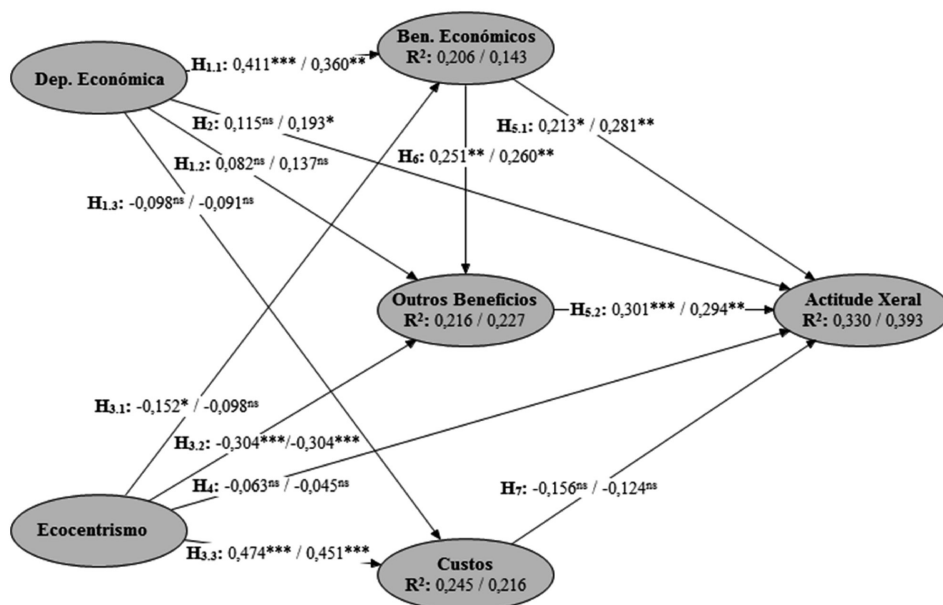 Ben. Económicos
R²: 0,206 / 0,143
Dep. Económica
H1.1: 0,411*** / 0,360**
H2: 0,115ns / 0,193*
H5.1: 0,213* / 0,281**
H6: 0,251** / 0,260**
H1.2: 0,082ns / 0,137ns
H1.3: -0,098ns / -0,091ns
Outros Beneficios
R²: 0,216 / 0,227
H5.2: 0,301*** / 0,294**
Actitude Xeral
R²: 0,330 / 0,393
H3.1: -0,152* / -0,098ns
H3.2: -0,304***/-0,304***
H4: -0,063ns / -0,045ns
H7: -0,156ns / -0,124ns
Ecocentrismo
H3.3: 0,474*** / 0,451***
Custos
R²: 0,245 / 0,216